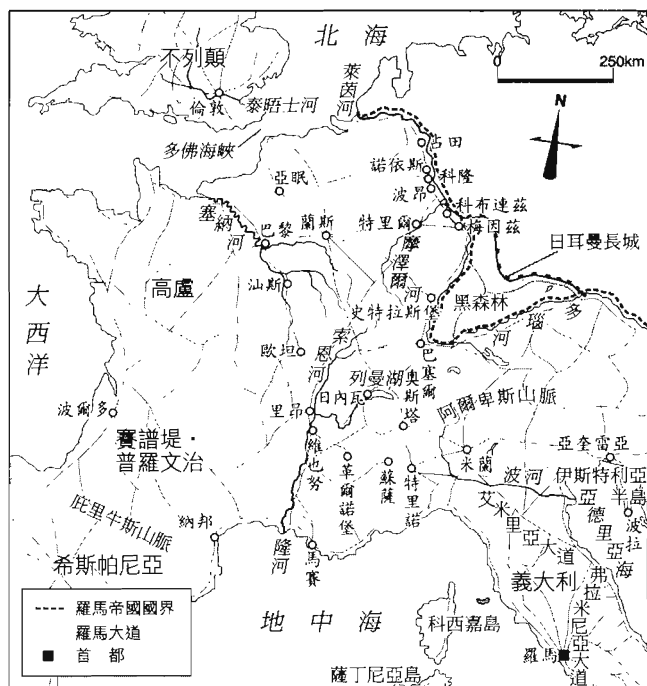 北海
不列顛
萊茵河
0 250km
N
倫敦
泰晤士河
多佛海峽
占田
諾依斯
科隆
波昂
亞眠
科布連茲
特里爾
梅因茲
塞納河
巴黎
蘭斯
摩澤爾河
日耳曼長城
汕斯
高盧
大西洋
史特拉斯堡
黑森林
多瑙河
索恩河
歐坦
巴塞爾
列曼湖
奧斯塔
日內瓦
阿爾卑斯山脈
波爾多
里昂
維也努
米蘭
亞奎雷亞
賽譜堤・
普羅文治
革爾諾堡
蘇薩
特里諾
波河
伊斯特利亞
半島
波拉
艾米里亞大道
亞德里亞海
庇里牛斯山脈
納邦
隆河
馬賽
希斯帕尼亞
義大利
弗拉米尼亞大道
羅馬帝國國界
羅馬大道
首都
地中海
科西嘉島
羅馬
薩丁尼亞島